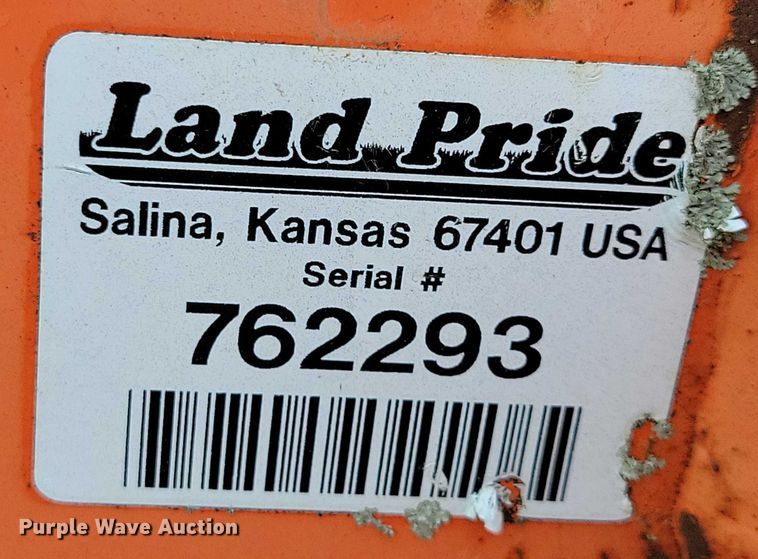 Land Pride
Salina, Kansas 67401 USA
Serial #
762293
Purple Wave Auction